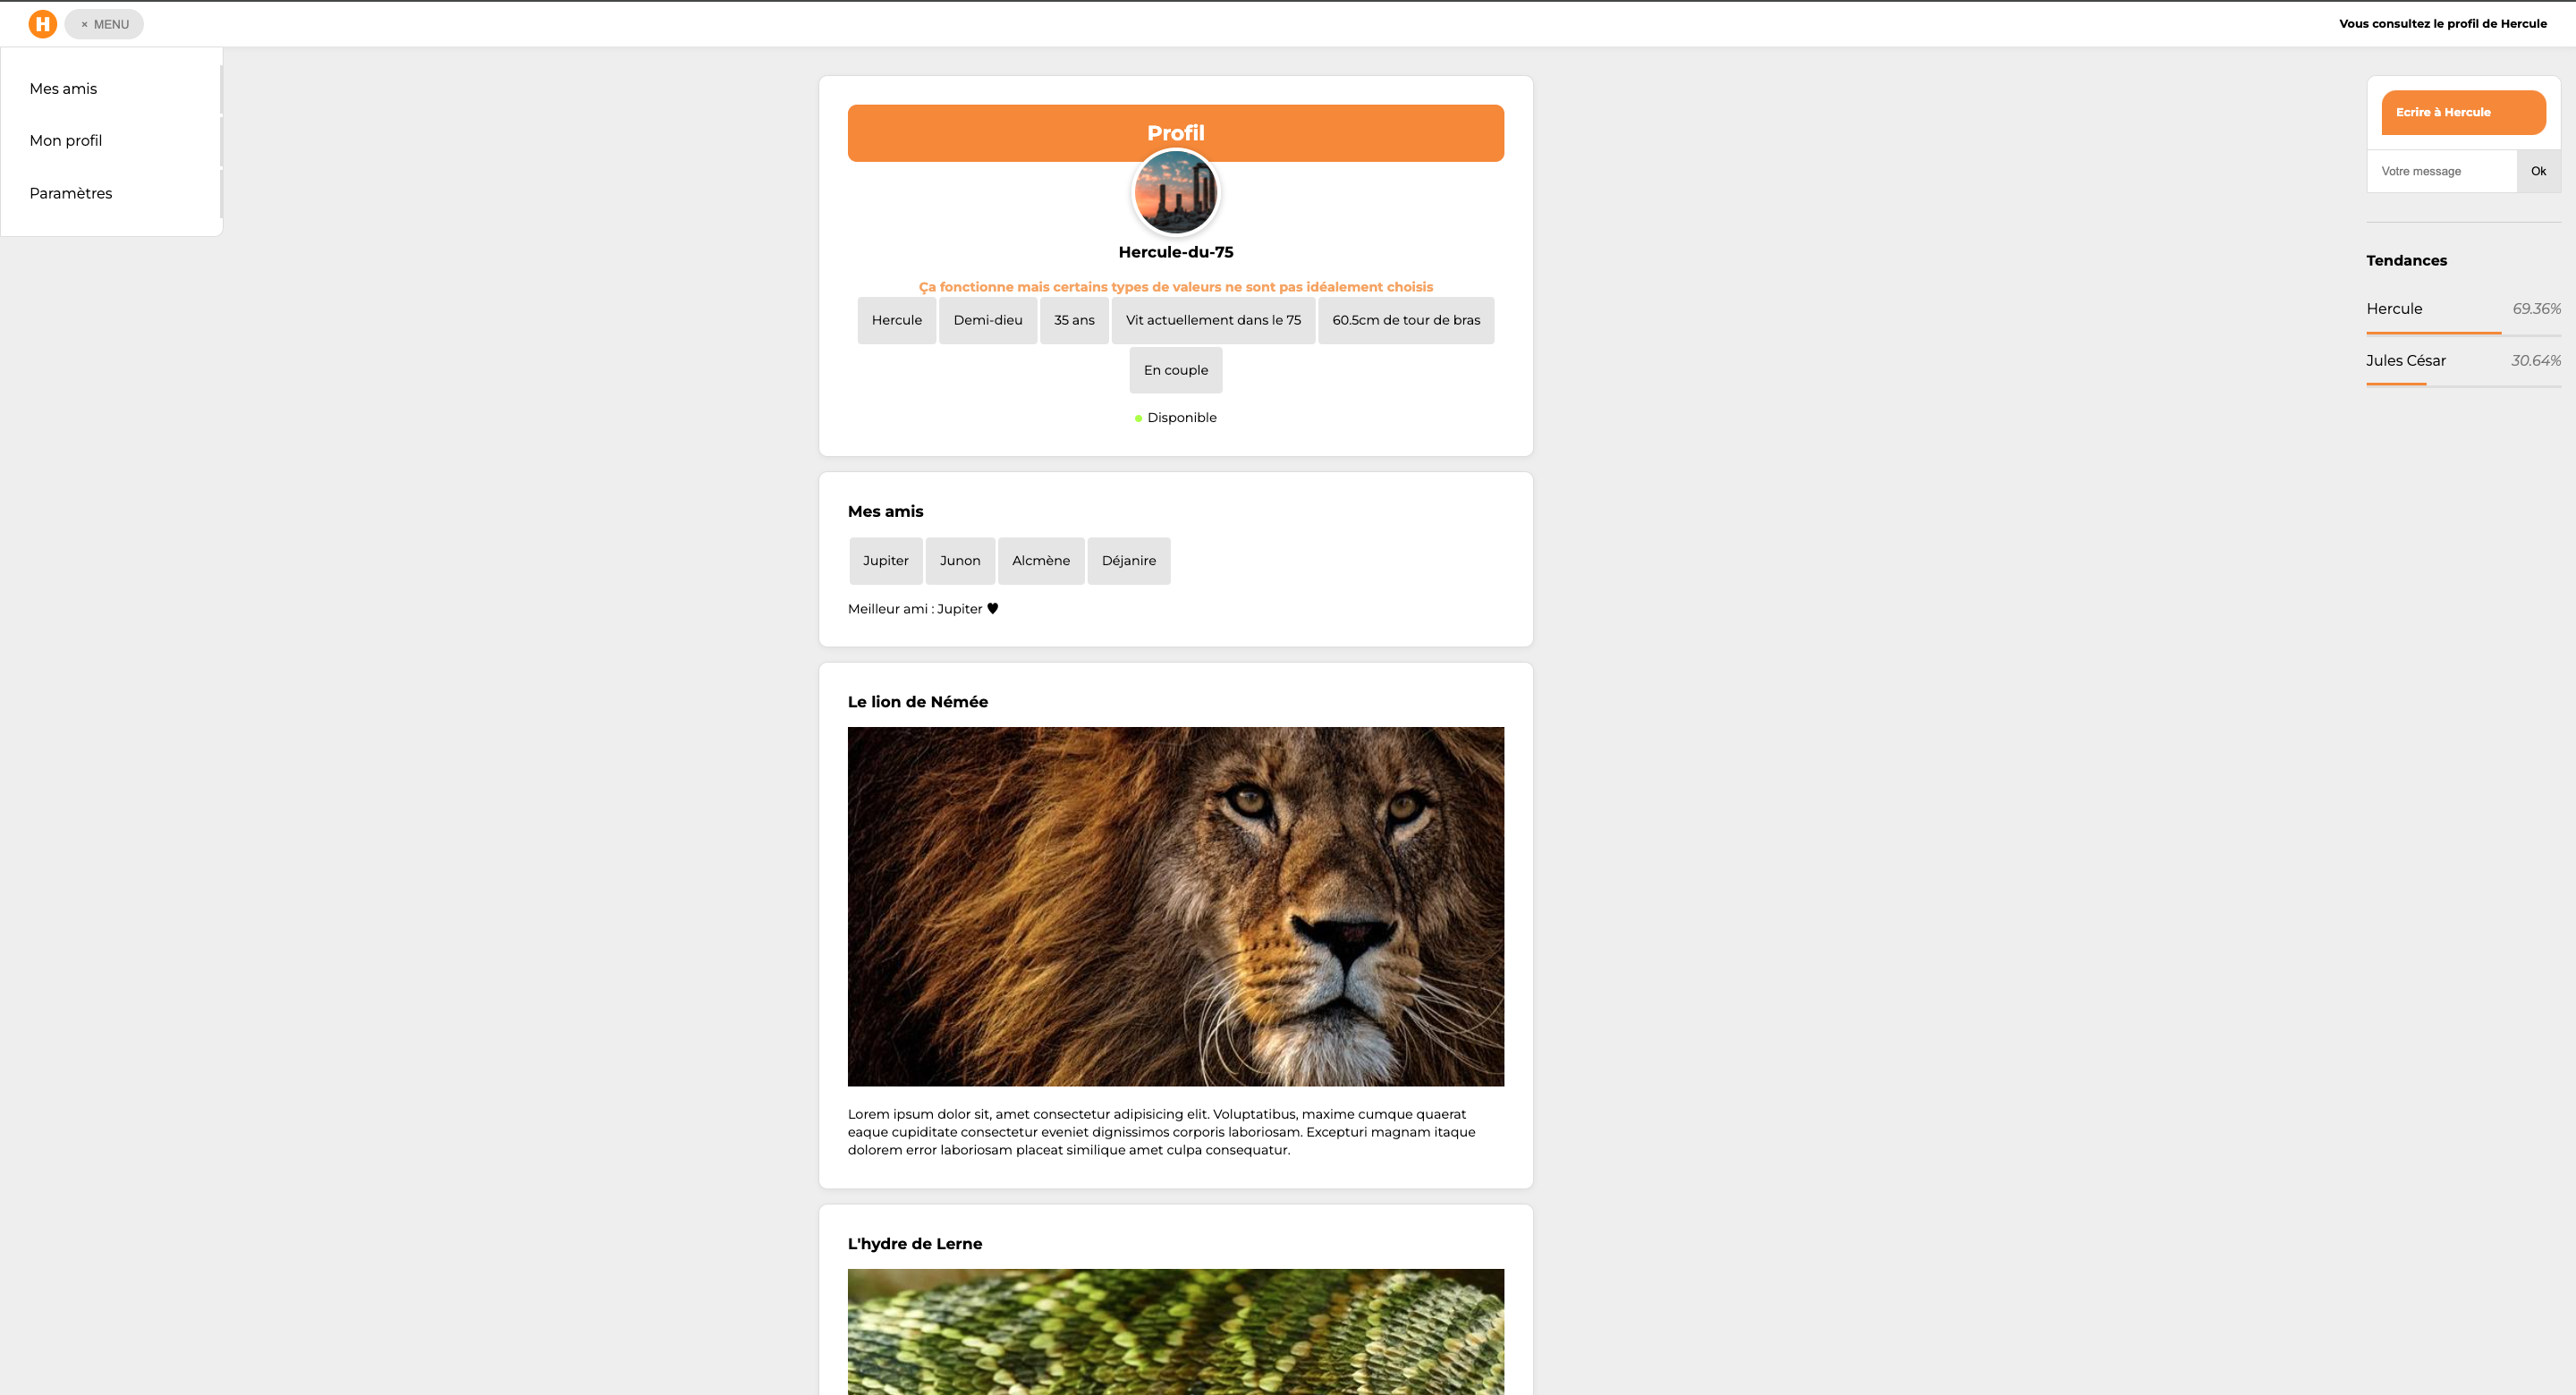 H
× MENU
Vous consultez le profil de Hercule
Mes amis
Mon profil
Paramètres
Profil
Hercule-du-75
Ça fonctionne mais certains types de valeurs ne sont pas idéalement choisis
Hercule
Demi-dieu
35 ans
Vit actuellement dans le 75
60.5cm de tour de bras
En couple
Disponible
Mes amis
Jupiter
Junon
Alcmène
Déjanire
Meilleur ami : Jupiter ♥
Le lion de Némée
Lorem ipsum dolor sit, amet consectetur adipisicing elit. Voluptatibus, maxime cumque quaerat
eaque cupiditate consectetur eveniet dignissimos corporis laboriosam. Excepturi magnam itaque
dolorem error laboriosam placeat similique amet culpa consequatur.
L'hydre de Lerne
Ecrire à Hercule
Votre message
Ok
Tendances
Hercule 69.36%
Jules César 30.64%